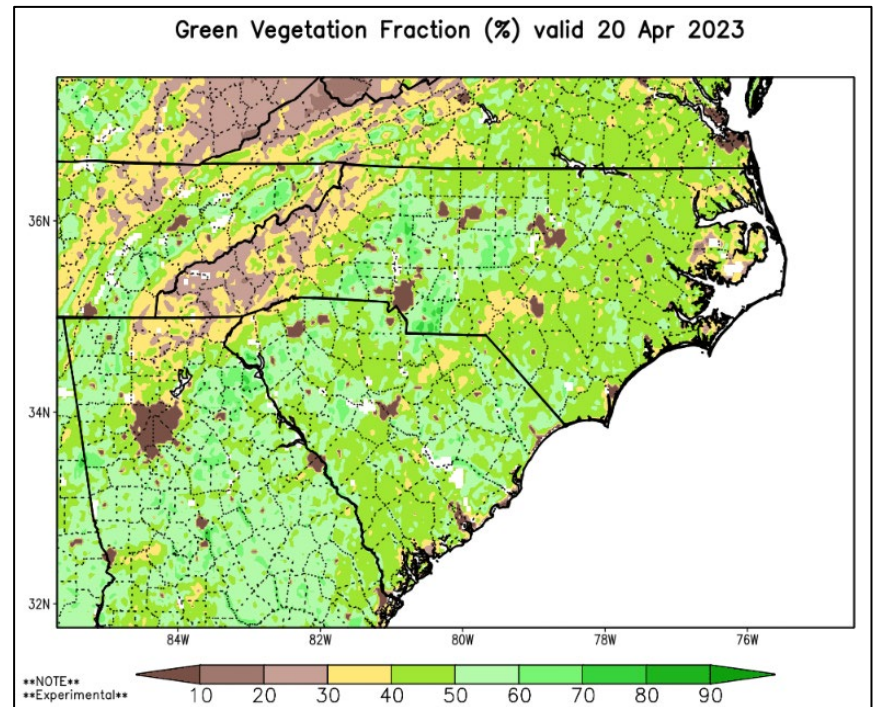 Green Vegetation Fraction (%) valid 20 Apr 2023
36N
34N
32N
84W 82W 80W 78W 76W
**NOTE**
**Experimental**
10 20 30 40 50 60 70 80 90